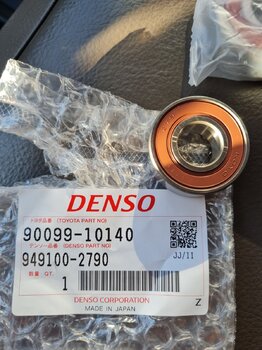 DENSO
トヨタ品番 (TOYOTA PART NO)
90099-10140
デンソー品番 (DENSO PART NO)
949100-2790
JJ/11
数量 QT. 1
DENSO CORPORATION
MADE IN JAPAN
Z